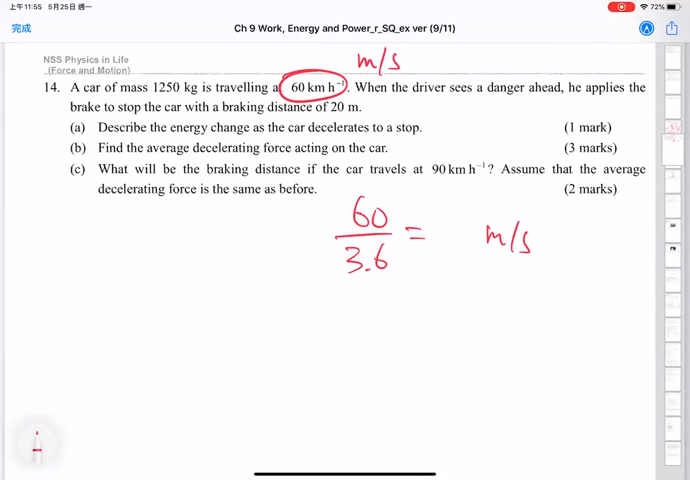 上午11:55 5月25日 週一
72%
完成
Ch 9 Work, Energy and Power_r_SQ_ex ver (9/11)
NSS Physics in Life
(Force and Motion)
m/s
14. A car of mass 1250 kg is travelling a 60 km h⁻¹. When the driver sees a danger ahead, he applies the
brake to stop the car with a braking distance of 20 m.
(a) Describe the energy change as the car decelerates to a stop. (1 mark)
(b) Find the average decelerating force acting on the car. (3 marks)
(c) What will be the braking distance if the car travels at 90 km h⁻¹? Assume that the average
decelerating force is the same as before. (2 marks)
60
3.6
= m/s